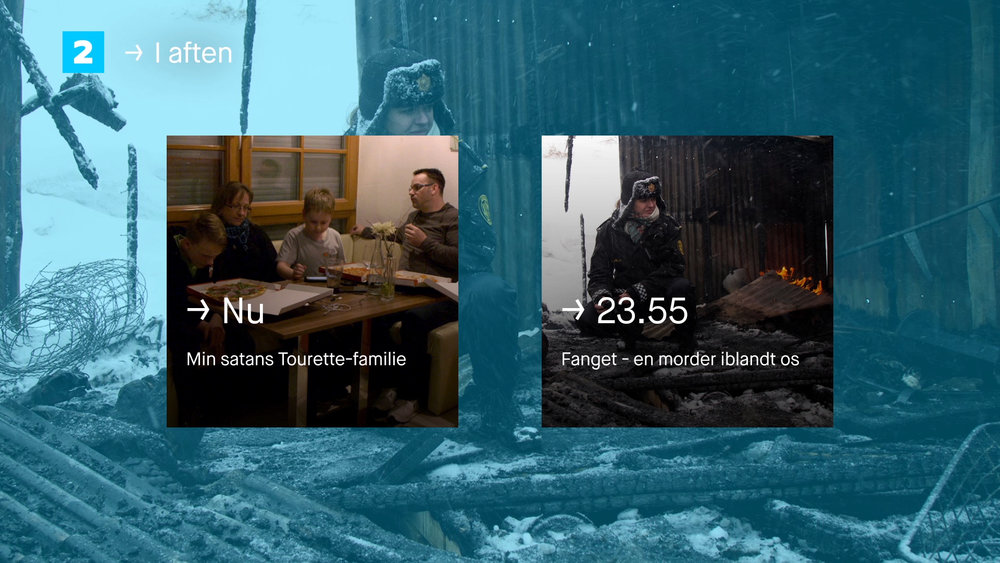 2 → I aften
→ Nu
Min satans Tourette-familie
→ 23.55
Fanget - en morder iblandt os